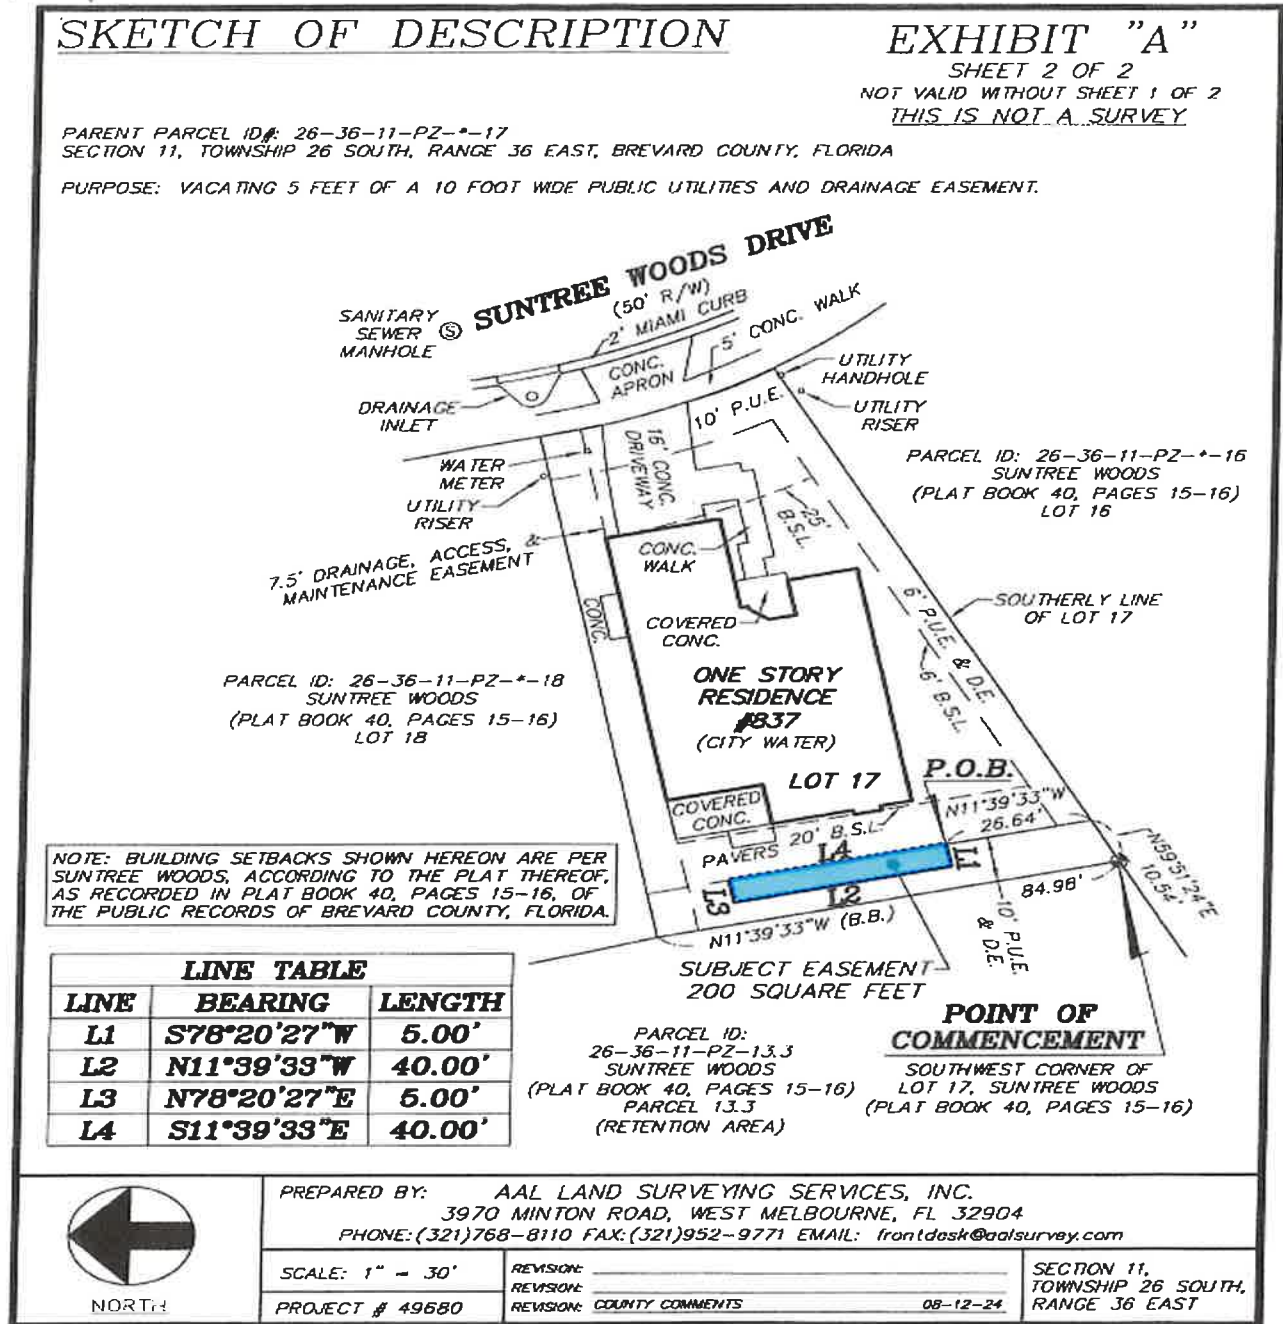 SKETCH OF DESCRIPTION
EXHIBIT "A"
SHEET 2 OF 2
NOT VALID WITHOUT SHEET 1 OF 2
THIS IS NOT A SURVEY
PARENT PARCEL ID#: 26-36-11-PZ-*-17
SECTION 11, TOWNSHIP 26 SOUTH, RANGE 36 EAST, BREVARD COUNTY, FLORIDA
PURPOSE: VACATING 5 FEET OF A 10 FOOT WIDE PUBLIC UTILITIES AND DRAINAGE EASEMENT.
SUNTREE WOODS DRIVE
(50' R/W)
2' MIAMI CURB
5' CONC. WALK
SANITARY
SEWER
MANHOLE
S
CONC.
APRON
UTILITY
HANDHOLE
DRAINAGE
INLET
10' P.U.E.
UTILITY
RISER
16' CONC.
DRIVEWAY
WATER
METER
UTILITY
RISER
PARCEL ID: 26-36-11-PZ-*-16
SUNTREE WOODS
(PLAT BOOK 40, PAGES 15-16)
LOT 16
25'
B.S.L.
7.5' DRAINAGE, ACCESS, &
MAINTENANCE EASEMENT
CONC.
WALK
CONC.
COVERED
CONC.
6' P.U.E. & D.E.
6' B.S.L.
SOUTHERLY LINE
OF LOT 17
PARCEL ID: 26-36-11-PZ-*-18
SUNTREE WOODS
(PLAT BOOK 40, PAGES 15-16)
LOT 18
ONE STORY
RESIDENCE
#837
(CITY WATER)
LOT 17
P.O.B.
COVERED
CONC.
N11°39'33"W
26.64'
20' B.S.L.
PAVERS
L4
L1
L3
L2
N59°51'24"E
10.54'
84.98'
N11°39'33"W (B.B.)
10' P.U.E.
& D.E.
NOTE: BUILDING SETBACKS SHOWN HEREON ARE PER
SUNTREE WOODS, ACCORDING TO THE PLAT THEREOF,
AS RECORDED IN PLAT BOOK 40, PAGES 15-16, OF
THE PUBLIC RECORDS OF BREVARD COUNTY, FLORIDA.
SUBJECT EASEMENT
200 SQUARE FEET
LINE TABLE
LINE BEARING LENGTH
L1 S78°20'27"W 5.00'
L2 N11°39'33"W 40.00'
L3 N78°20'27"E 5.00'
L4 S11°39'33"E 40.00'
PARCEL ID:
26-36-11-PZ-13.3
SUNTREE WOODS
(PLAT BOOK 40, PAGES 15-16)
PARCEL 13.3
(RETENTION AREA)
POINT OF
COMMENCEMENT
SOUTHWEST CORNER OF
LOT 17, SUNTREE WOODS
(PLAT BOOK 40, PAGES 15-16)
NORTH
PREPARED BY: AAL LAND SURVEYING SERVICES, INC.
3970 MINTON ROAD, WEST MELBOURNE, FL 32904
PHONE:(321)768-8110 FAX:(321)952-9771 EMAIL: frontdesk@aalsurvey.com
SCALE: 1" = 30'
PROJECT # 49680
REVISION:
REVISION:
REVISION: COUNTY COMMENTS 08-12-24
SECTION 11,
TOWNSHIP 26 SOUTH,
RANGE 36 EAST